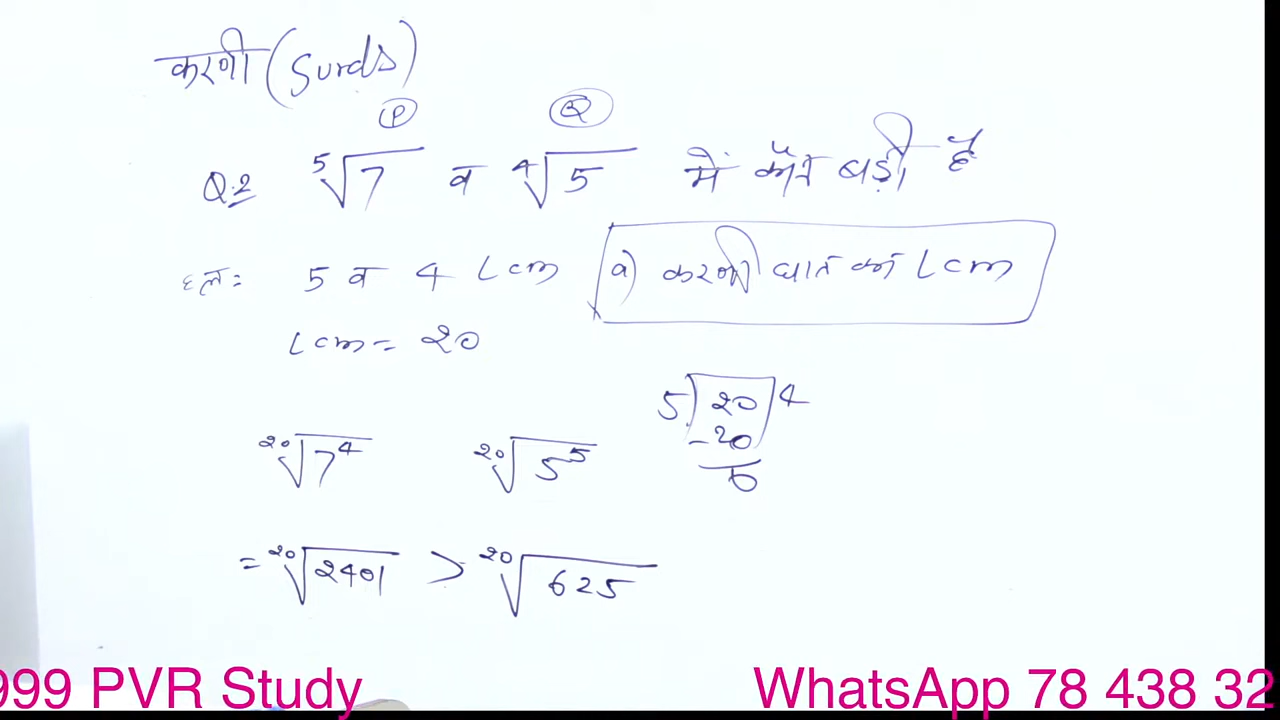 करणी (Surds)
P Q
Q.2 ⁵√7 व ⁴√5 में कौन बड़ी है
हल: 5 व 4 Lcm a) करणी घात का Lcm
Lcm = 20
5) 20 (4
-20
0
²⁰√7⁴ ²⁰√5⁵
= ²⁰√2401 > ²⁰√625
999 PVR Study WhatsApp 78 438 32